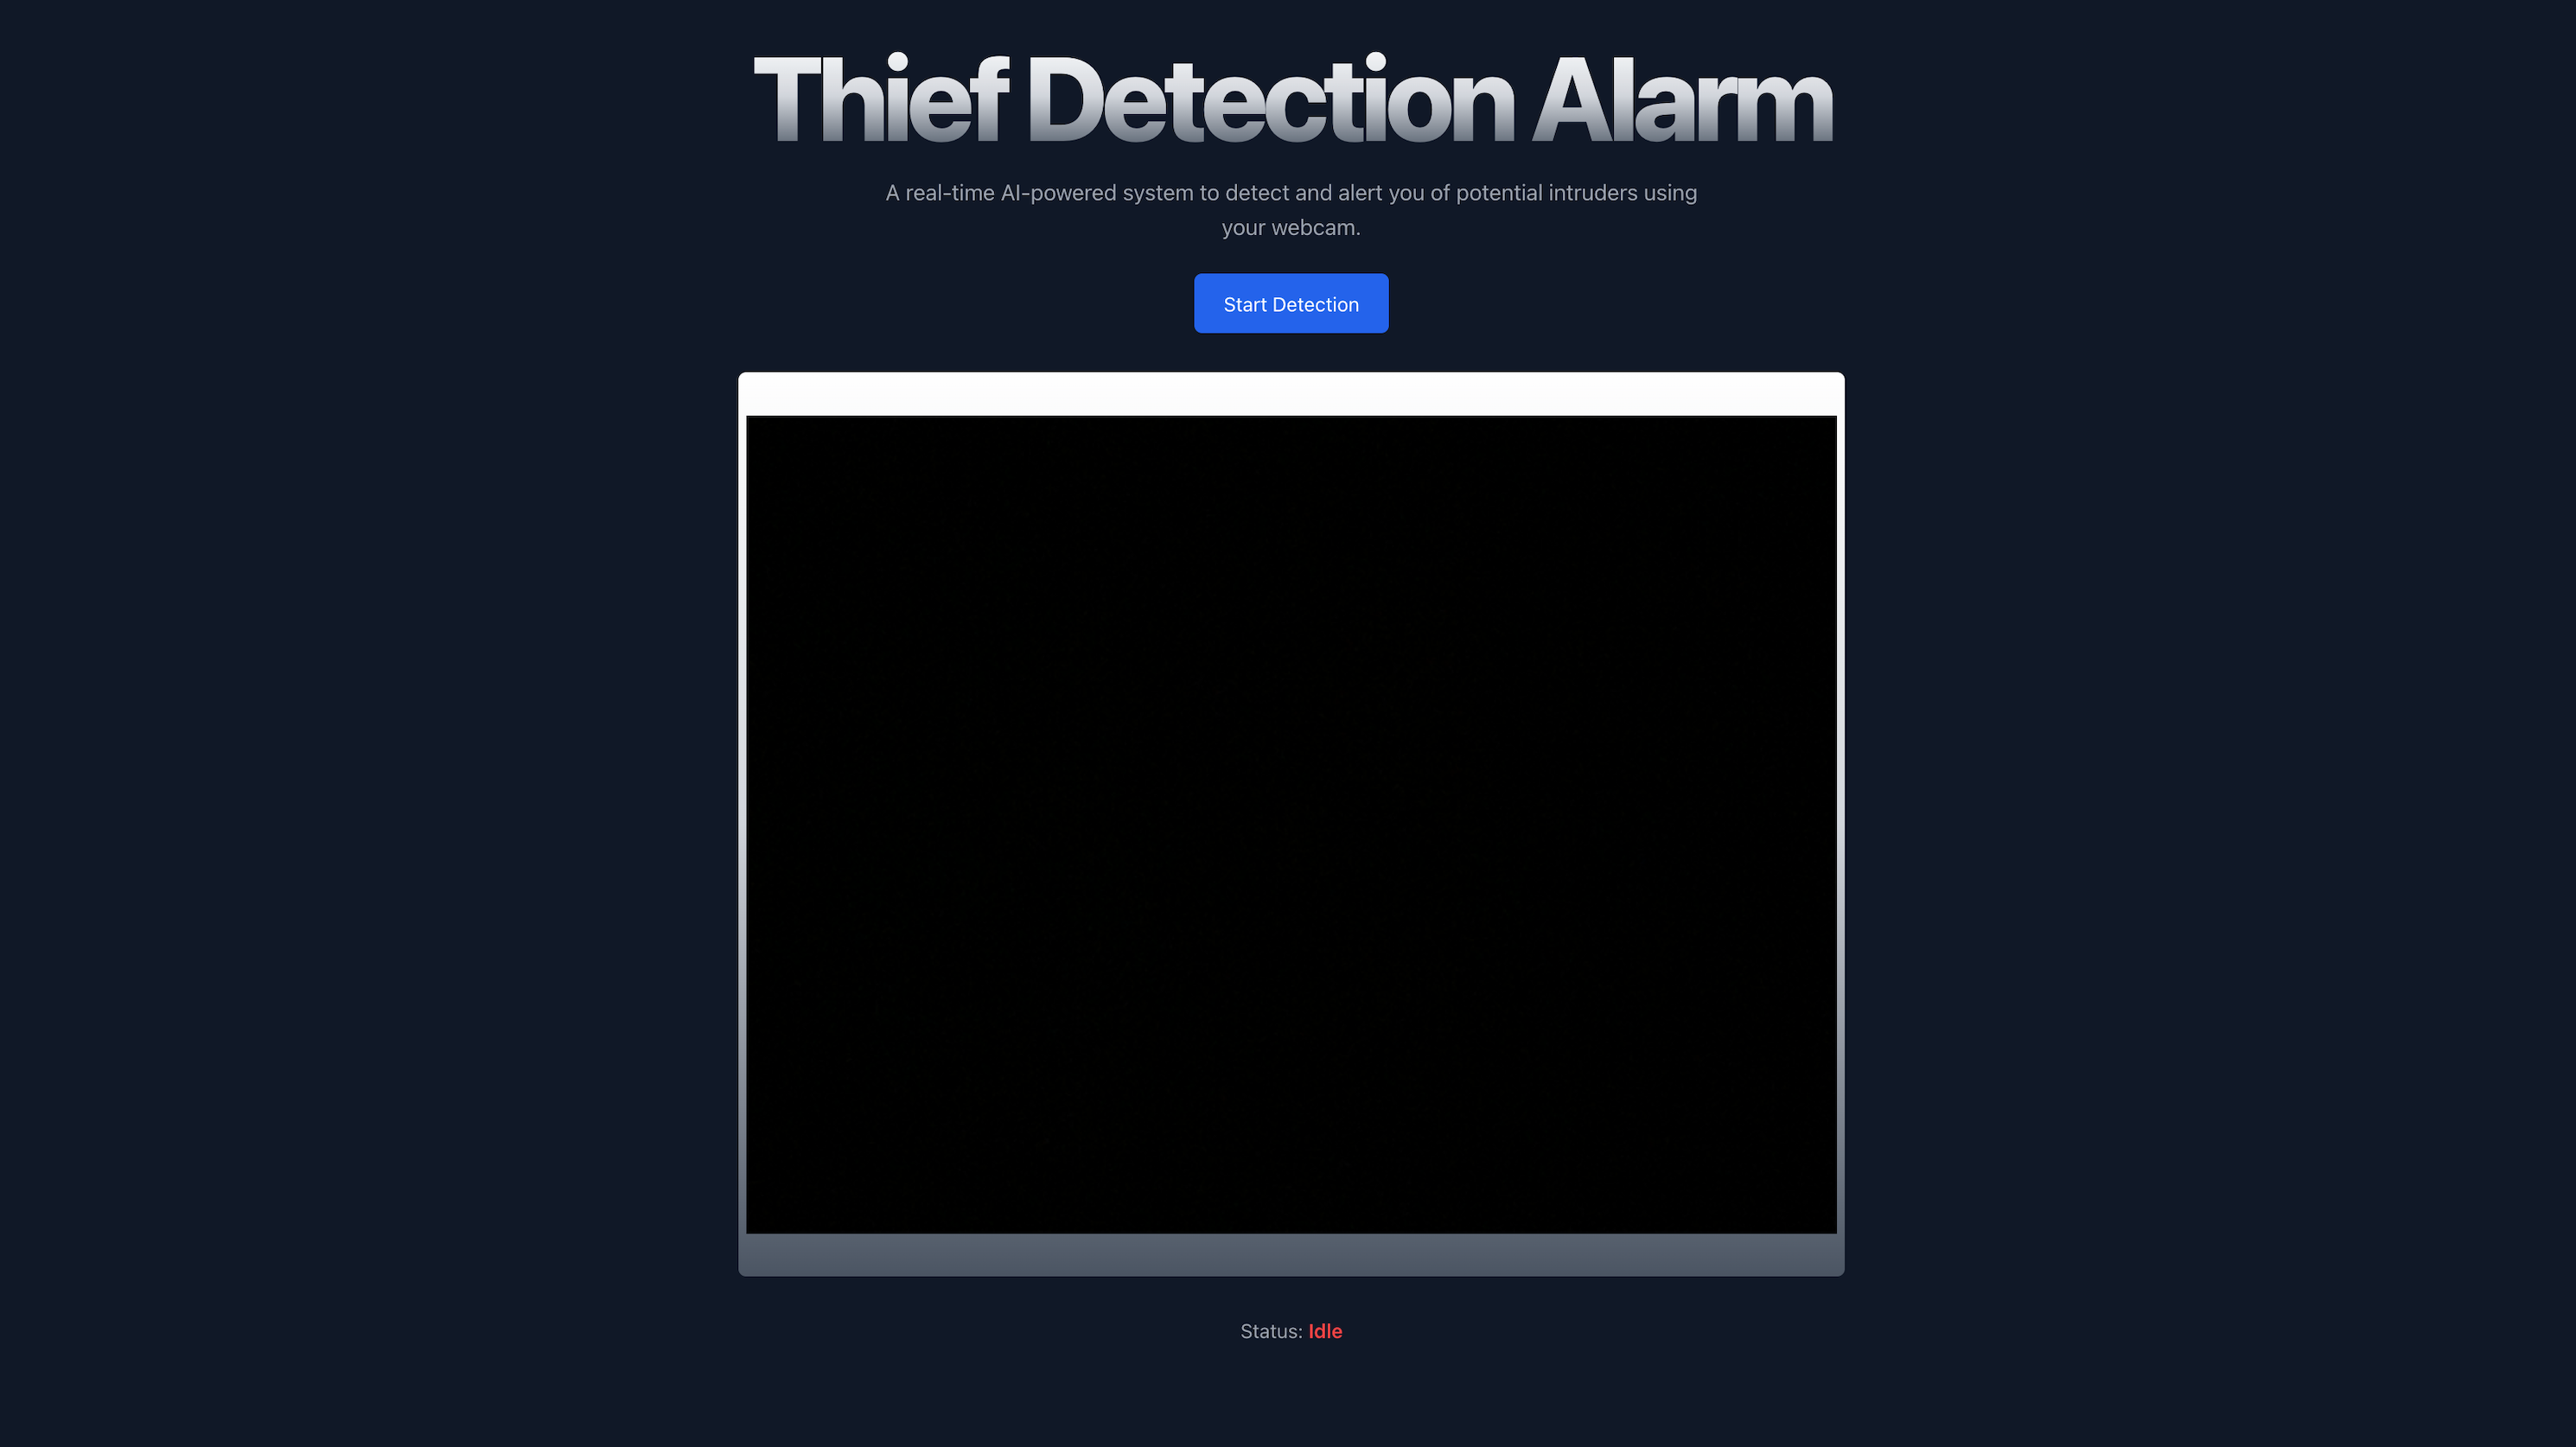 Thief Detection Alarm
A real-time AI-powered system to detect and alert you of potential intruders using
your webcam.
Start Detection
Status: Idle